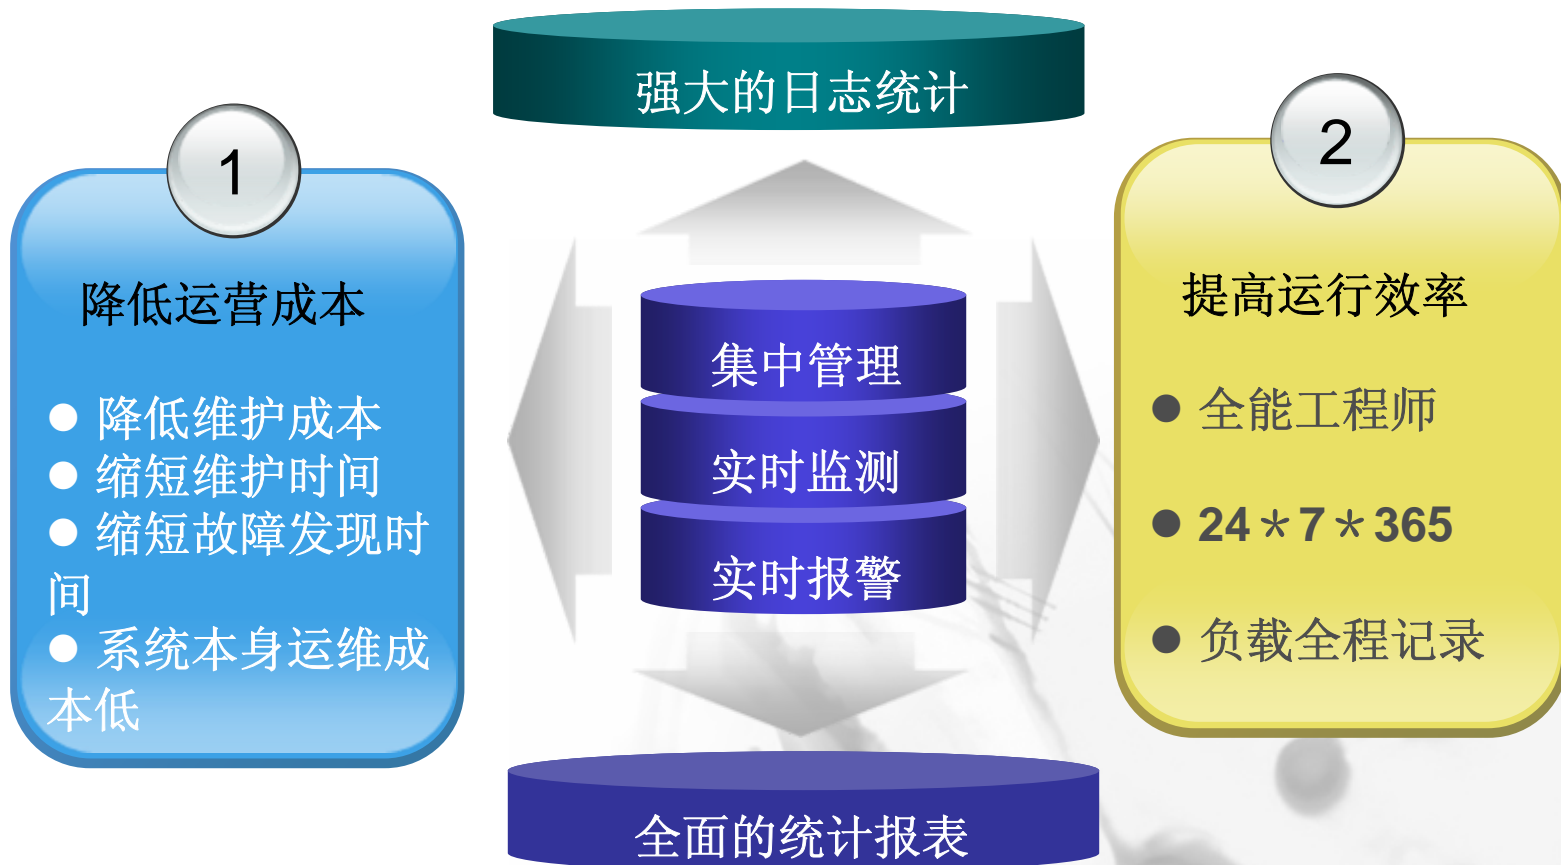 强大的日志统计
1
降低运营成本
● 降低维护成本
● 缩短维护时间
● 缩短故障发现时
间
● 系统本身运维成
本低
集中管理
实时监测
实时报警
2
提高运行效率
● 全能工程师
● 24＊7＊365
● 负载全程记录
全面的统计报表